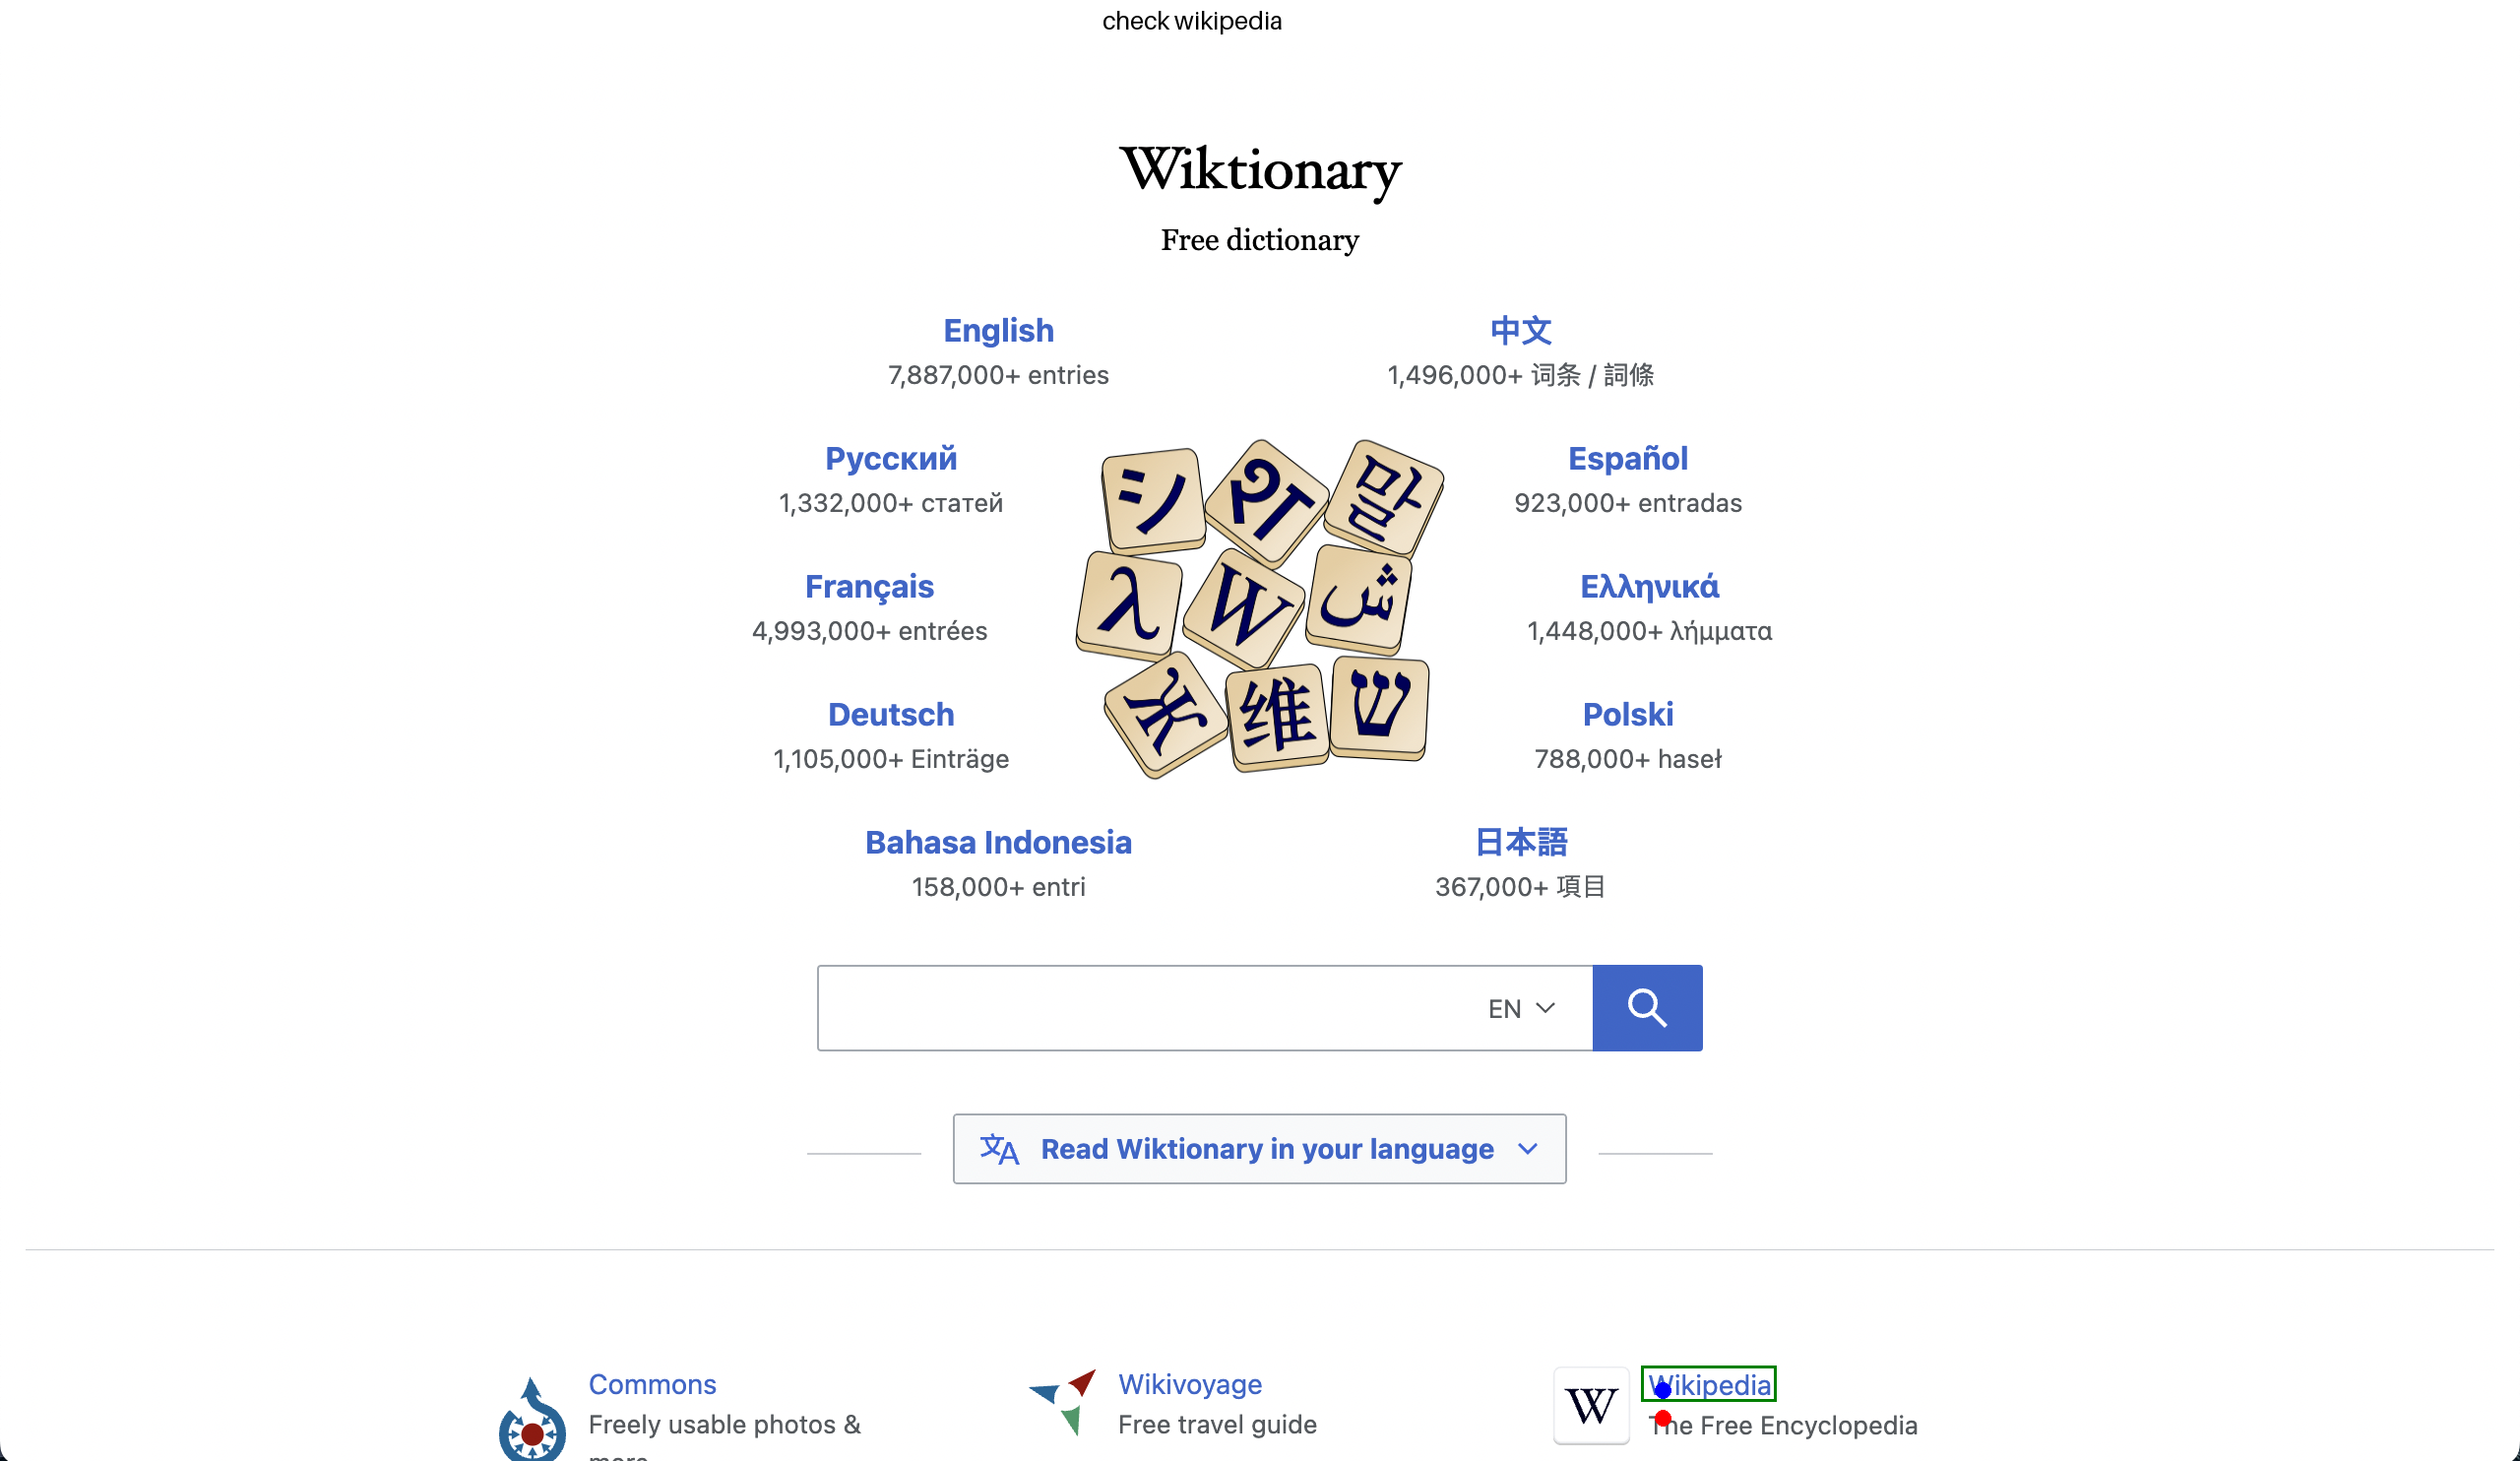 check wikipedia
Wiktionary
Free dictionary
English
7,887,000+ entries
中文
1,496,000+ 词条 / 詞條
Русский
1,332,000+ статей
Español
923,000+ entradas
Français
4,993,000+ entrées
Ελληνικά
1,448,000+ λήμματα
Deutsch
1,105,000+ Einträge
Polski
788,000+ haseł
Bahasa Indonesia
158,000+ entri
日本語
367,000+ 項目
シ
श
말
λ
W
ش
Ж
维
ש
EN
文A Read Wiktionary in your language
Commons
Freely usable photos &
Wikivoyage
Free travel guide
W
Wikipedia
The Free Encyclopedia